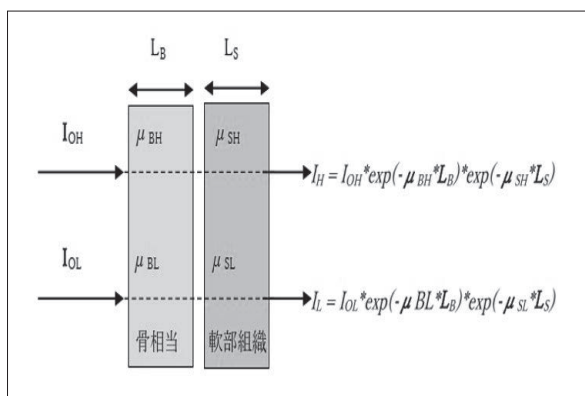 L_B L_S
I_OH μ_BH μ_SH I_H = I_OH*exp(-μ_BH*L_B)*exp(-μ_SH*L_S)
I_OL μ_BL μ_SL I_L = I_OL*exp(-μ BL*L_B)*exp(-μ_SL*L_S)
骨相当 軟部組織